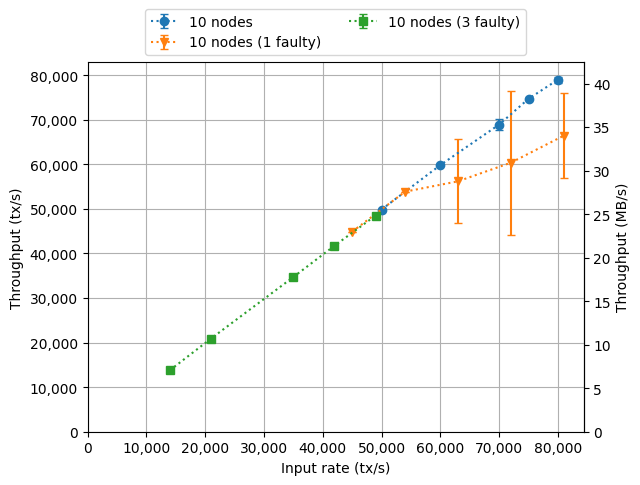 10 nodes
10 nodes (1 faulty)
10 nodes (3 faulty)
80,000
70,000
60,000
50,000
40,000
30,000
20,000
10,000
0
Throughput (tx/s)
40
35
30
25
20
15
10
5
0
Throughput (MB/s)
0 10,000 20,000 30,000 40,000 50,000 60,000 70,000 80,000
Input rate (tx/s)